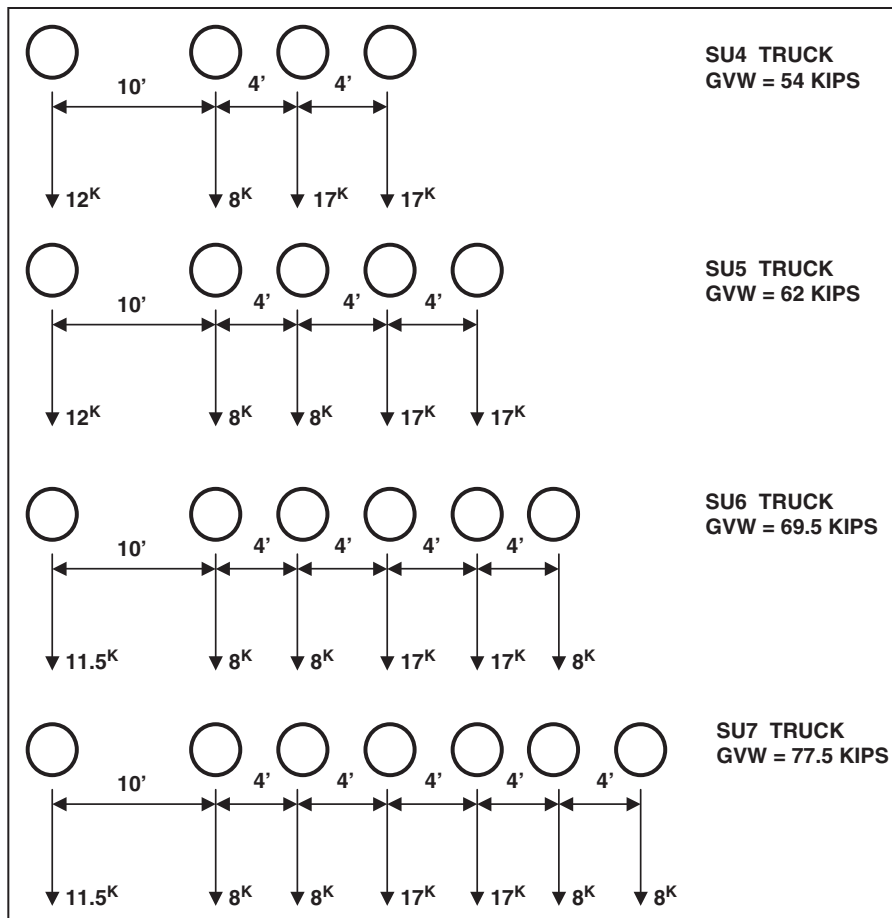 SU4 TRUCK
GVW = 54 KIPS
10’ 4’ 4’
12K 8K 17K 17K
SU5 TRUCK
GVW = 62 KIPS
10’ 4’ 4’ 4’
12K 8K 8K 17K 17K
SU6 TRUCK
GVW = 69.5 KIPS
10’ 4’ 4’ 4’ 4’
11.5K 8K 8K 17K 17K 8K
SU7 TRUCK
GVW = 77.5 KIPS
10’ 4’ 4’ 4’ 4’ 4’
11.5K 8K 8K 17K 17K 8K 8K